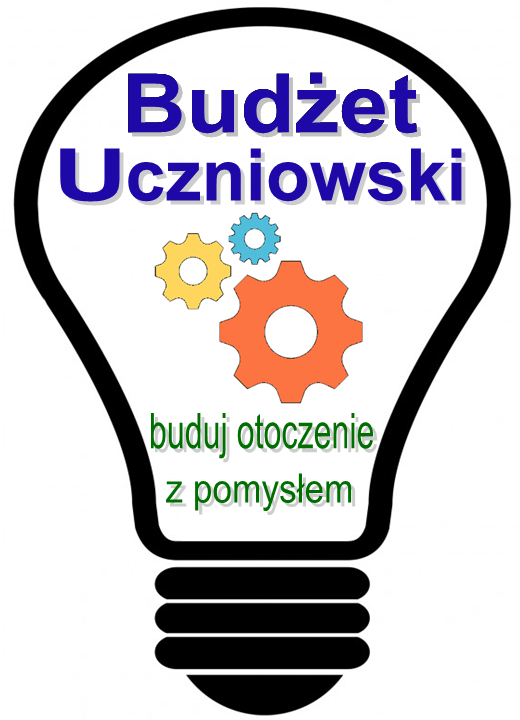 Budżet
Uczniowski
buduj otoczenie
z pomysłem